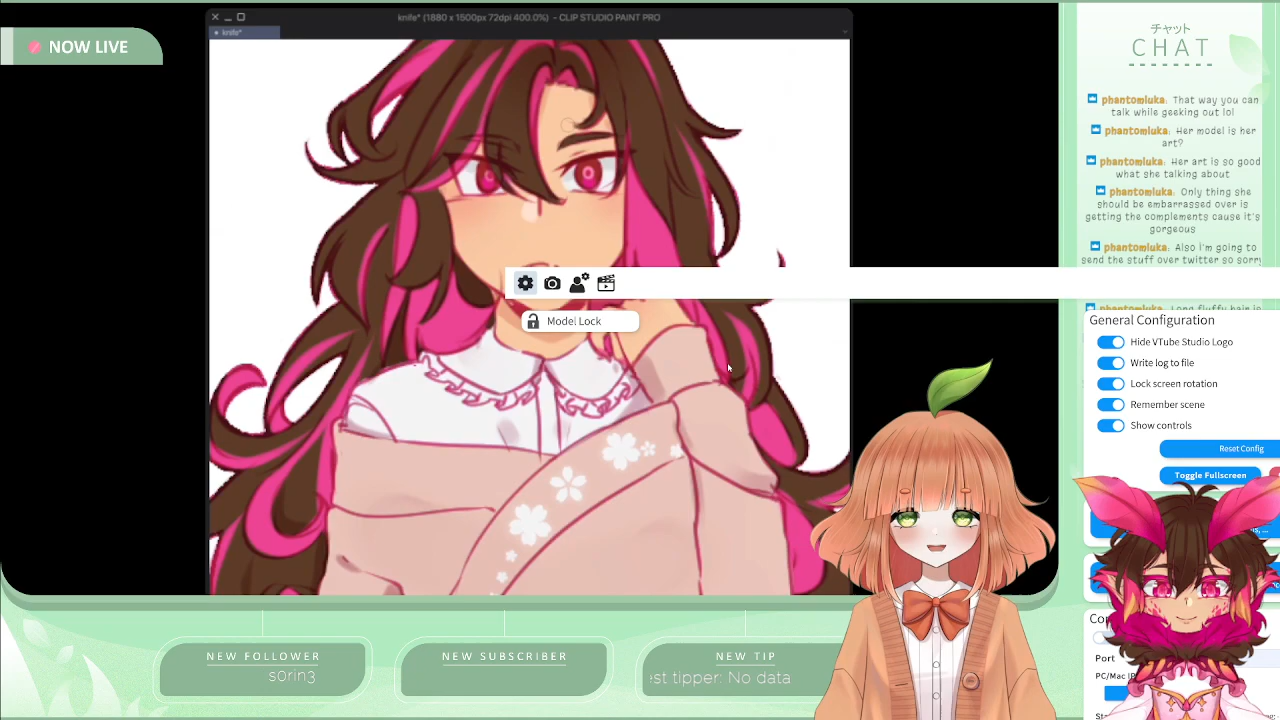 knife* (1880 x 1500px 72dpi 400.0%) - CLIP STUDIO PAINT PRO
knife*
NOW LIVE
チャット
CHAT
phantomluka: That way you can
talk while geeking out lol
phantomluka: Her model is her
art?
phantomluka: Her art is so good
what she talking about
phantomluka: Only thing she
should be embarrassed over is
getting the complements cause it's
gorgeous
phantomluka: Also I'm going to
send the stuff over twitter so sorry
Model Lock
General Configuration
Hide VTube Studio Logo
Write log to file
Lock screen rotation
Remember scene
Show controls
Reset Config
Toggle Fullscreen
Port
PC/Mac IP
NEW FOLLOWER
s0rin3
NEW SUBSCRIBER
NEW TIP
est tipper: No data